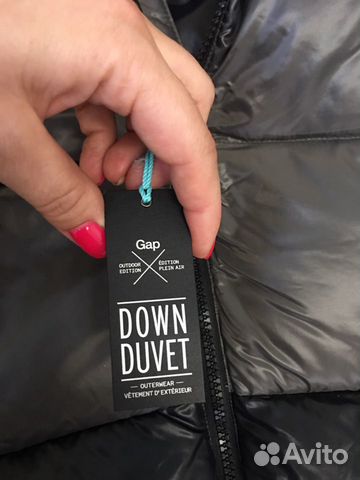 Gap
OUTDOOR EDITION
ÉDITION PLEIN AIR
DOWN
DUVET
— OUTERWEAR —
VÊTEMENT D'EXTÉRIEUR
Avito